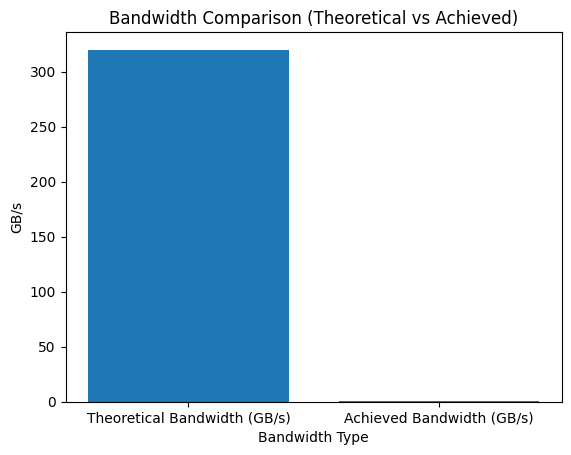 Bandwidth Comparison (Theoretical vs Achieved)
300
250
200
150
100
50
0
GB/s
Theoretical Bandwidth (GB/s) Achieved Bandwidth (GB/s)
Bandwidth Type